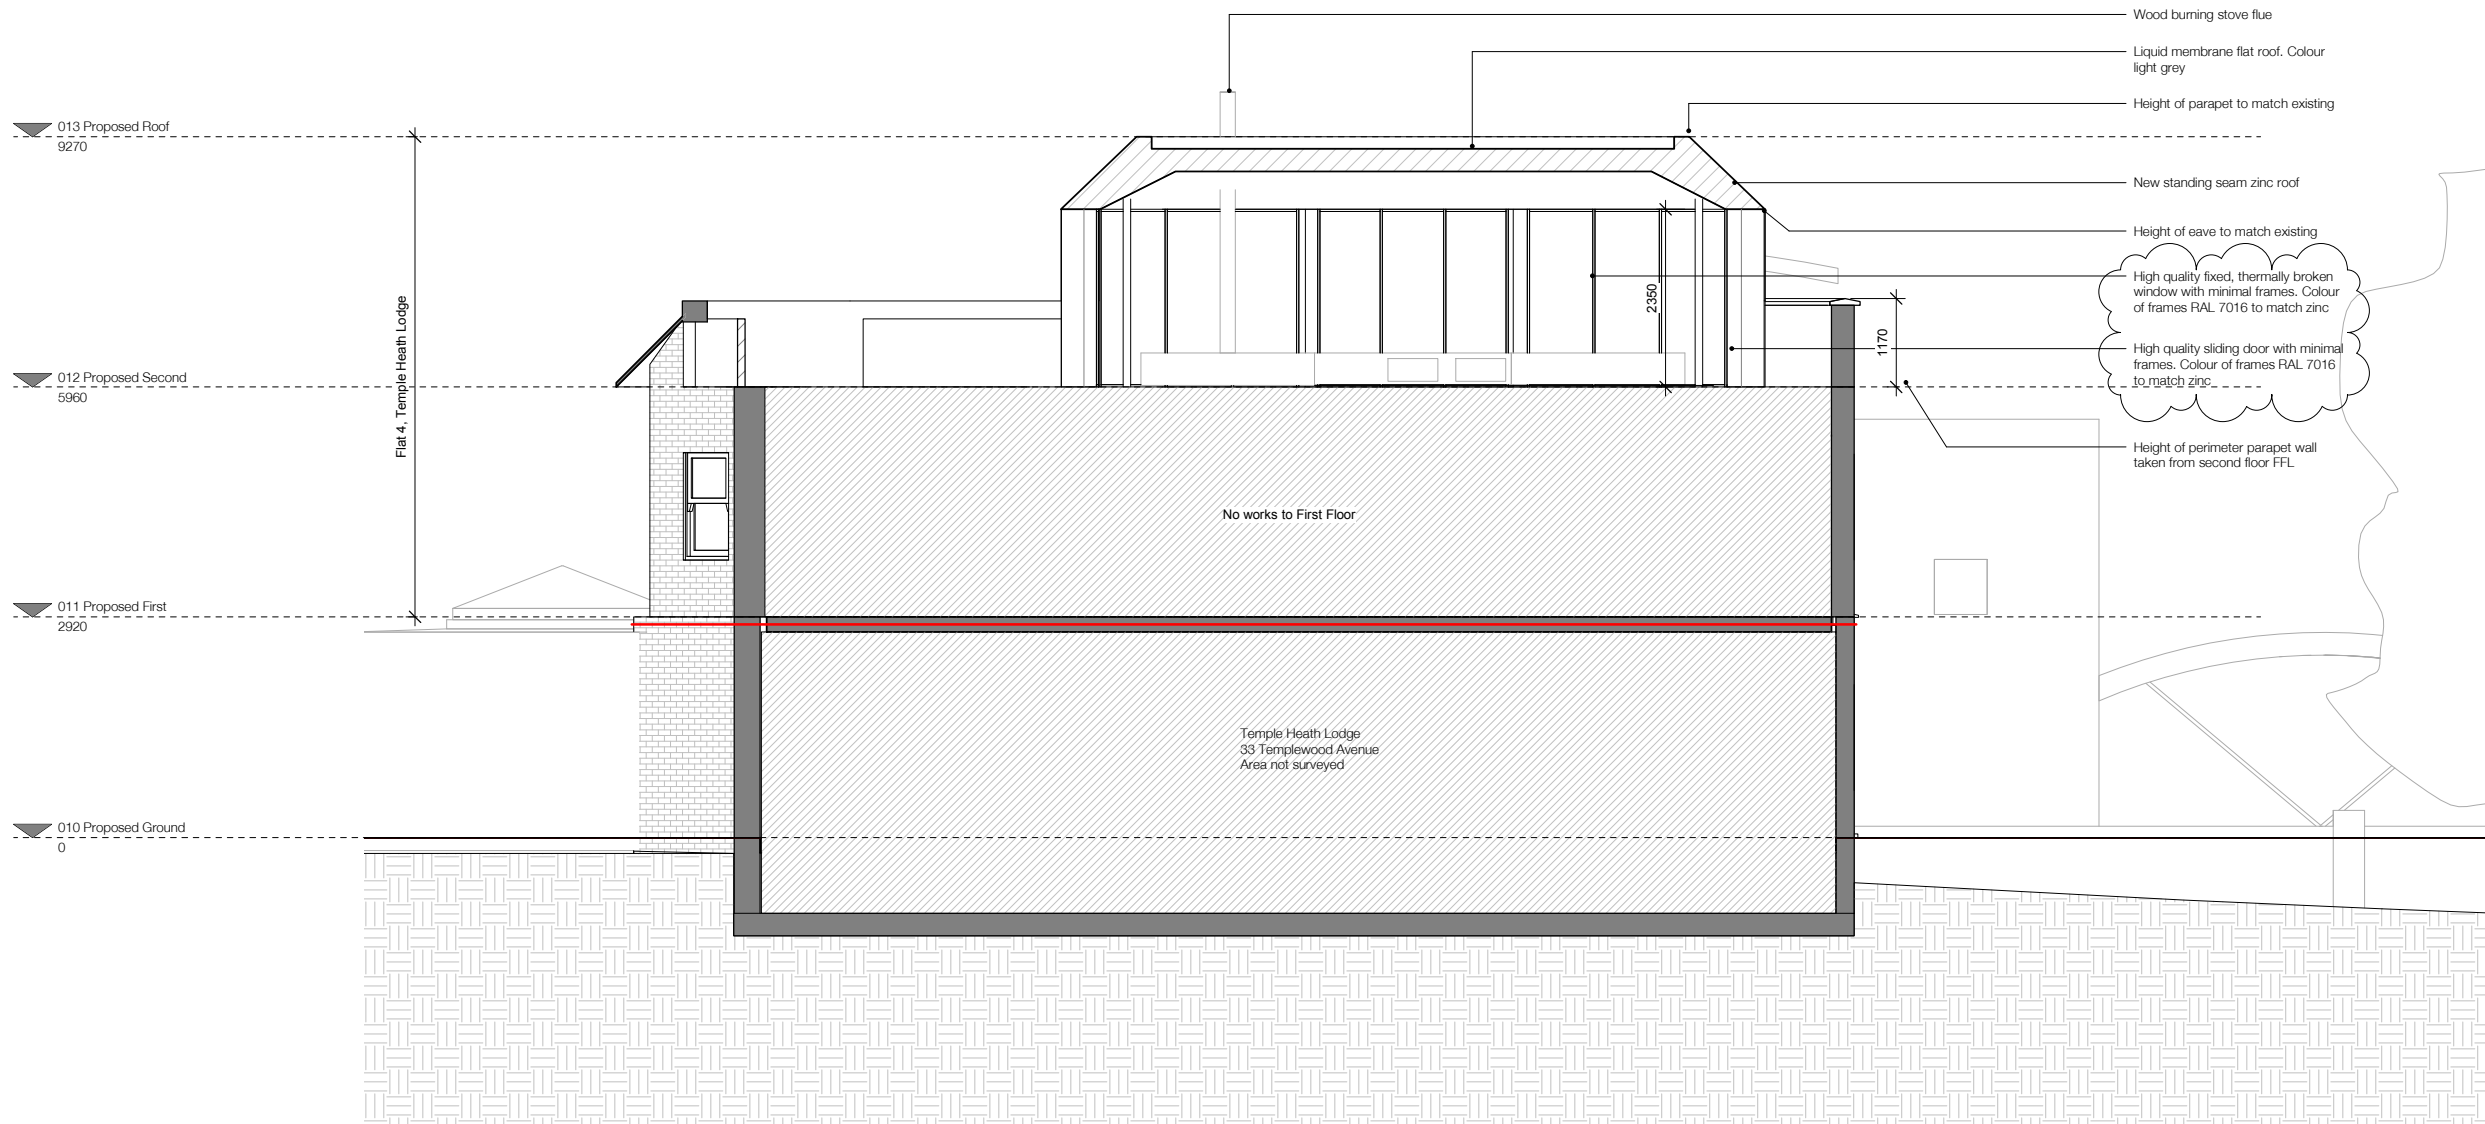 Wood burning stove flue
Liquid membrane flat roof. Colour
light grey
Height of parapet to match existing
013 Proposed Roof
9270
New standing seam zinc roof
Height of eave to match existing
High quality fixed, thermally broken
window with minimal frames. Colour
of frames RAL 7016 to match zinc
2350
1170
High quality sliding door with minimal
frames. Colour of frames RAL 7016
to match zinc
Flat 4, Temple Heath Lodge
012 Proposed Second
5960
Height of perimeter parapet wall
taken from second floor FFL
No works to First Floor
011 Proposed First
2920
Temple Heath Lodge
33 Templewood Avenue
Area not surveyed
010 Proposed Ground
0